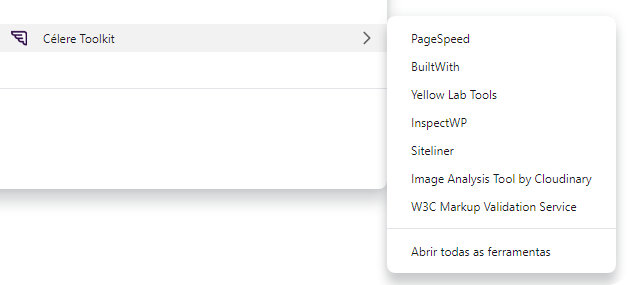 Célere Toolkit
PageSpeed
BuiltWith
Yellow Lab Tools
InspectWP
Siteliner
Image Analysis Tool by Cloudinary
W3C Markup Validation Service
Abrir todas as ferramentas